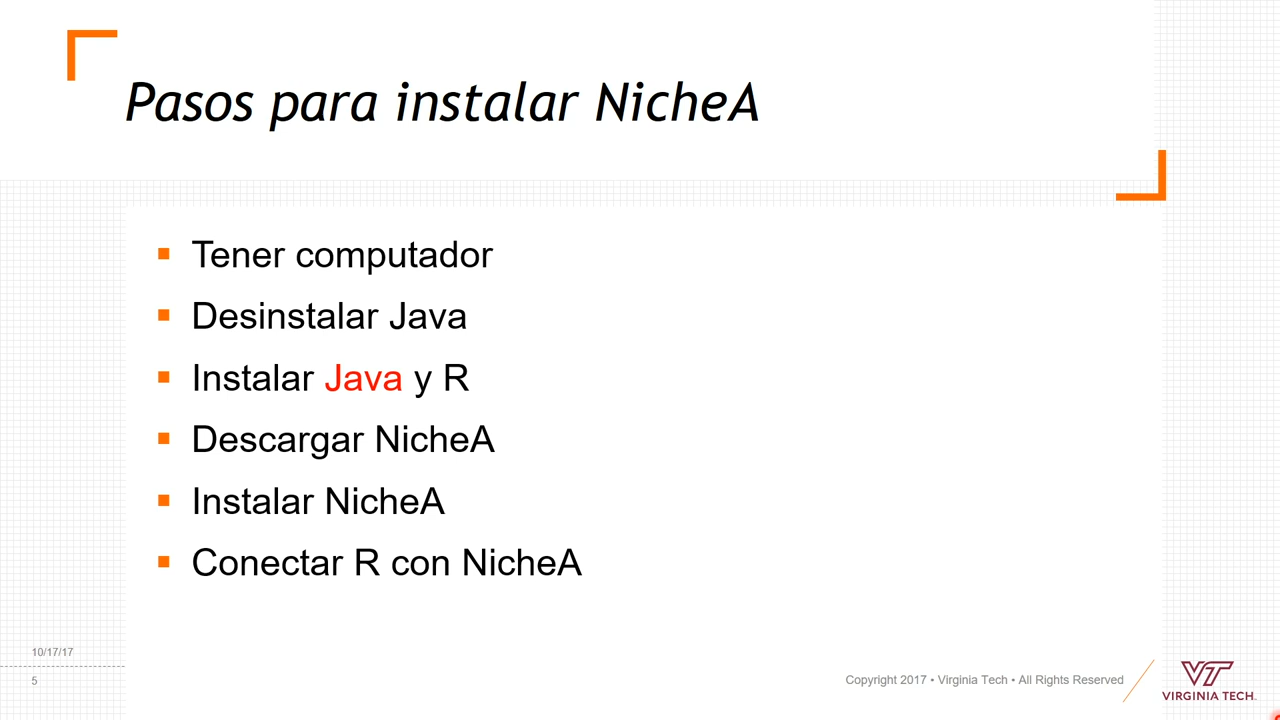 Pasos para instalar NicheA
Tener computador
Desinstalar Java
Instalar Java y R
Descargar NicheA
Instalar NicheA
Conectar R con NicheA
10/17/17
5
Copyright 2017 • Virginia Tech • All Rights Reserved
VT
VIRGINIA TECH